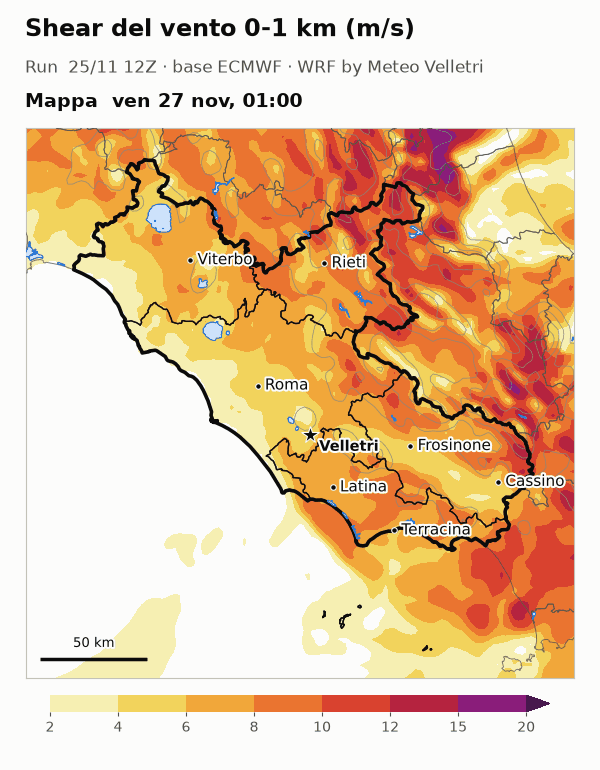 Shear del vento 0-1 km (m/s)
Run  25/11 12Z · base ECMWF · WRF by Meteo Velletri
Mappa  ven 27 nov, 01:00
Viterbo
Rieti
Roma
Velletri
Frosinone
Cassino
Latina
Terracina
50 km
2 4 6 8 10 12 15 20